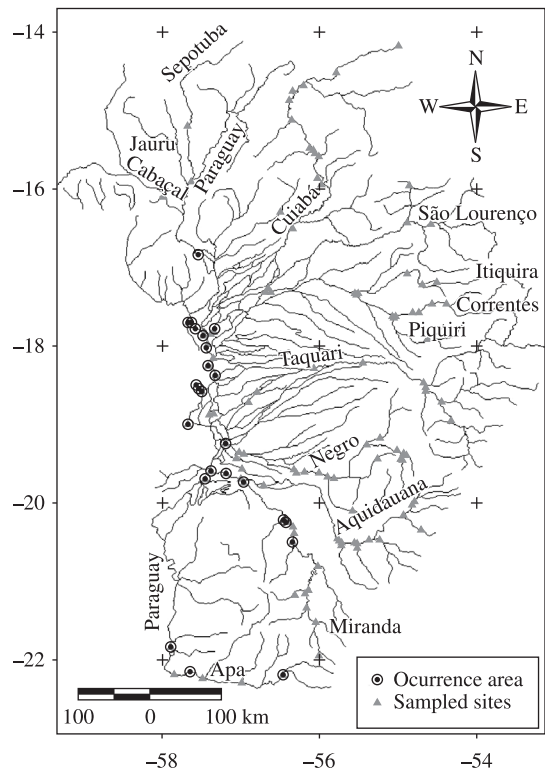 −14
Sepotuba
N
W
E
S
Jauru
Cabaçal
Paraguay
−16
Cuiabá
São Lourenço
Itiquira
Correntes
Piquiri
−18
Taquari
Negro
−20
Aquidauana
Paraguay
Miranda
−22
Apa
Ocurrence area
Sampled sites
100 0 100 km
−58 −56 −54